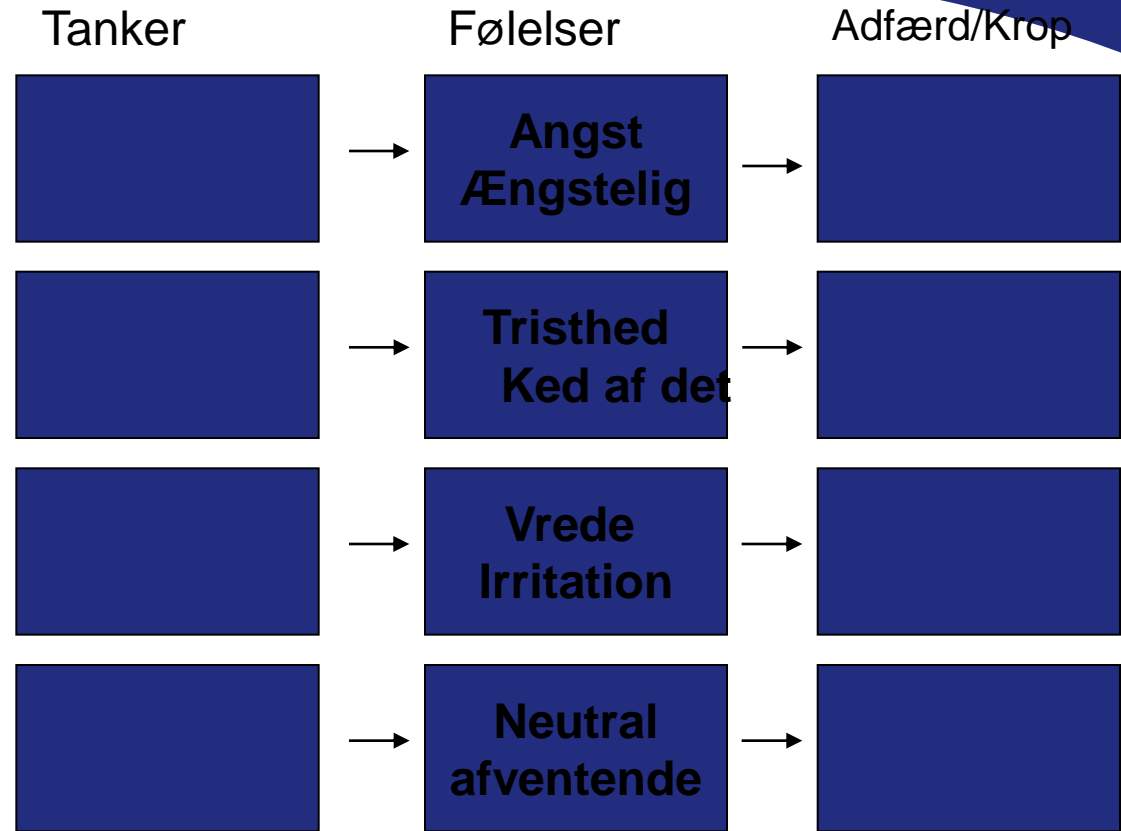 Tanker
Følelser
Adfærd/Krop
Angst
Ængstelig
Tristhed
Ked af det
Vrede
Irritation
Neutral
afventende